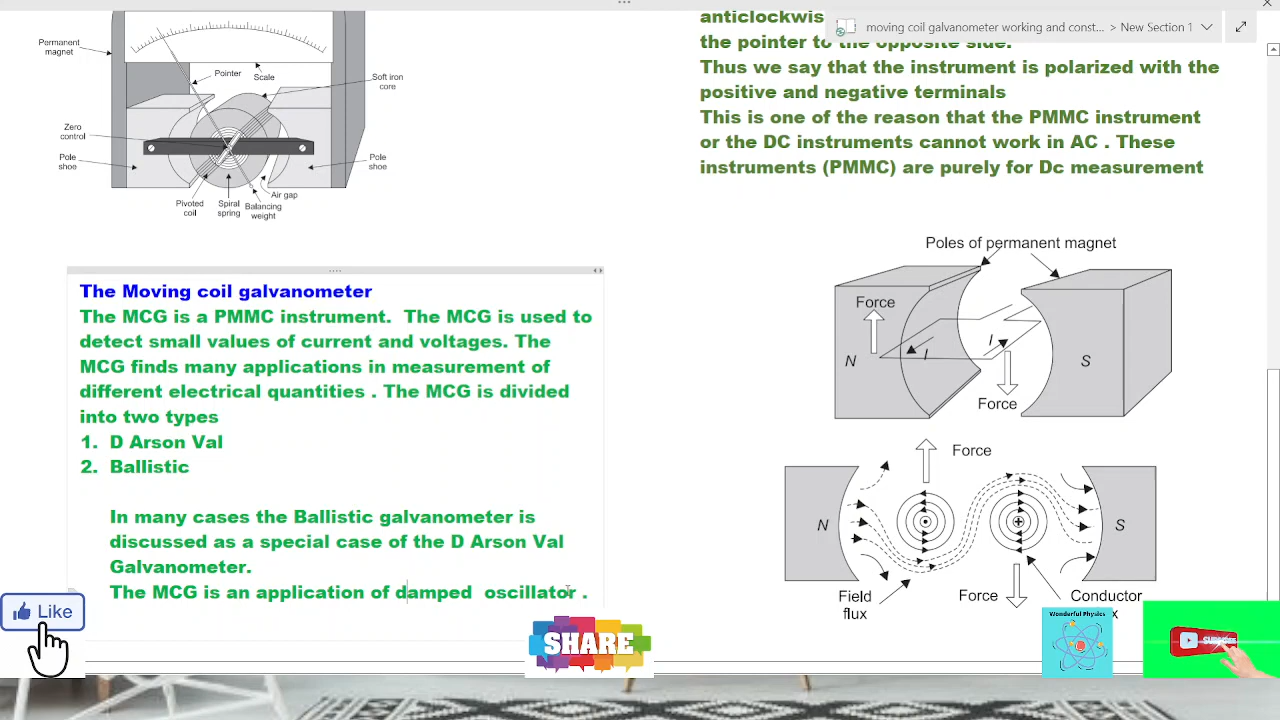 Permanent
magnet
Pointer
Scale
Soft iron
core
Zero
control
Pole
shoe
Pole
shoe
Air gap
Pivoted
coil
Spiral
spring
Balancing
weight
The Moving coil galvanometer
The MCG is a PMMC instrument.  The MCG is used to
detect small values of current and voltages. The
MCG finds many applications in measurement of
different electrical quantities . The MCG is divided
into two types
1. D Arson Val
2. Ballistic
In many cases the Ballistic galvanometer is
discussed as a special case of the D Arson Val
Galvanometer.
The MCG is an application of damped  oscillator .
Like
SHARE
moving coil galvanometer working and const... > New Section 1
anticlockwis
the pointer to the opposite side.
Thus we say that the instrument is polarized with the
positive and negative terminals
This is one of the reason that the PMMC instrument
or the DC instruments cannot work in AC . These
instruments (PMMC) are purely for Dc measurement
Poles of permanent magnet
Force
N
I
I
S
Force
Force
N
S
Field
flux
Force
Conductor
Wonderful Physics
SUBSCRIBE